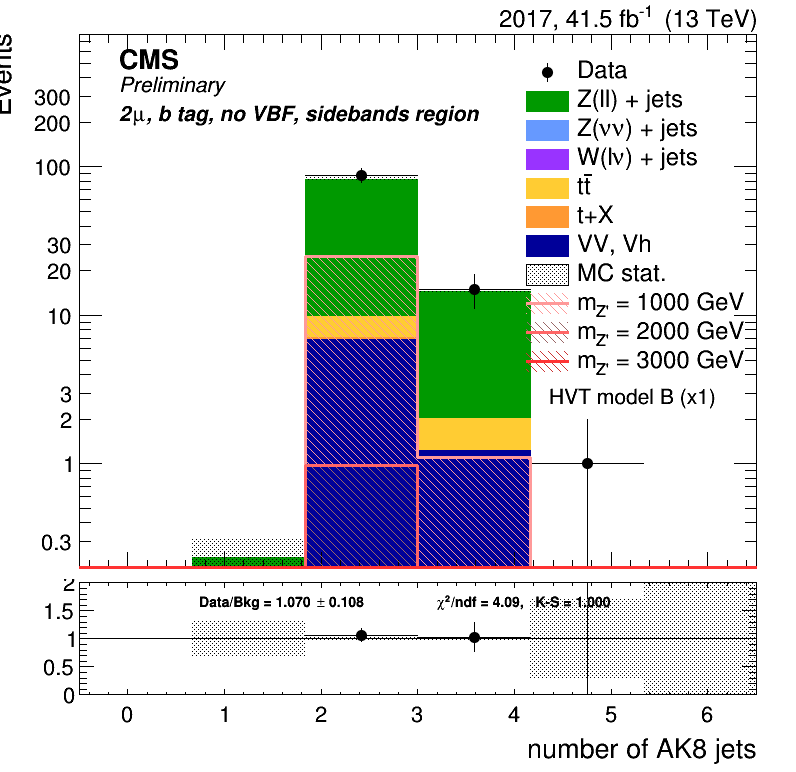 2017, 41.5 fb⁻¹ (13 TeV)
Events
CMS
Preliminary
2μ, b tag, no VBF, sidebands region
Data
Z(ll) + jets
Z(νν) + jets
W(lν) + jets
tt̄
t+X
VV, Vh
MC stat.
m_Z' = 1000 GeV
m_Z' = 2000 GeV
m_Z' = 3000 GeV
HVT model B (x1)
300
200
100
30
20
10
3
2
1
0.3
Data/Bkg = 1.070 ± 0.108
χ²/ndf = 4.09, K-S = 1.000
2
1.5
1
0.5
0
0 1 2 3 4 5 6
number of AK8 jets